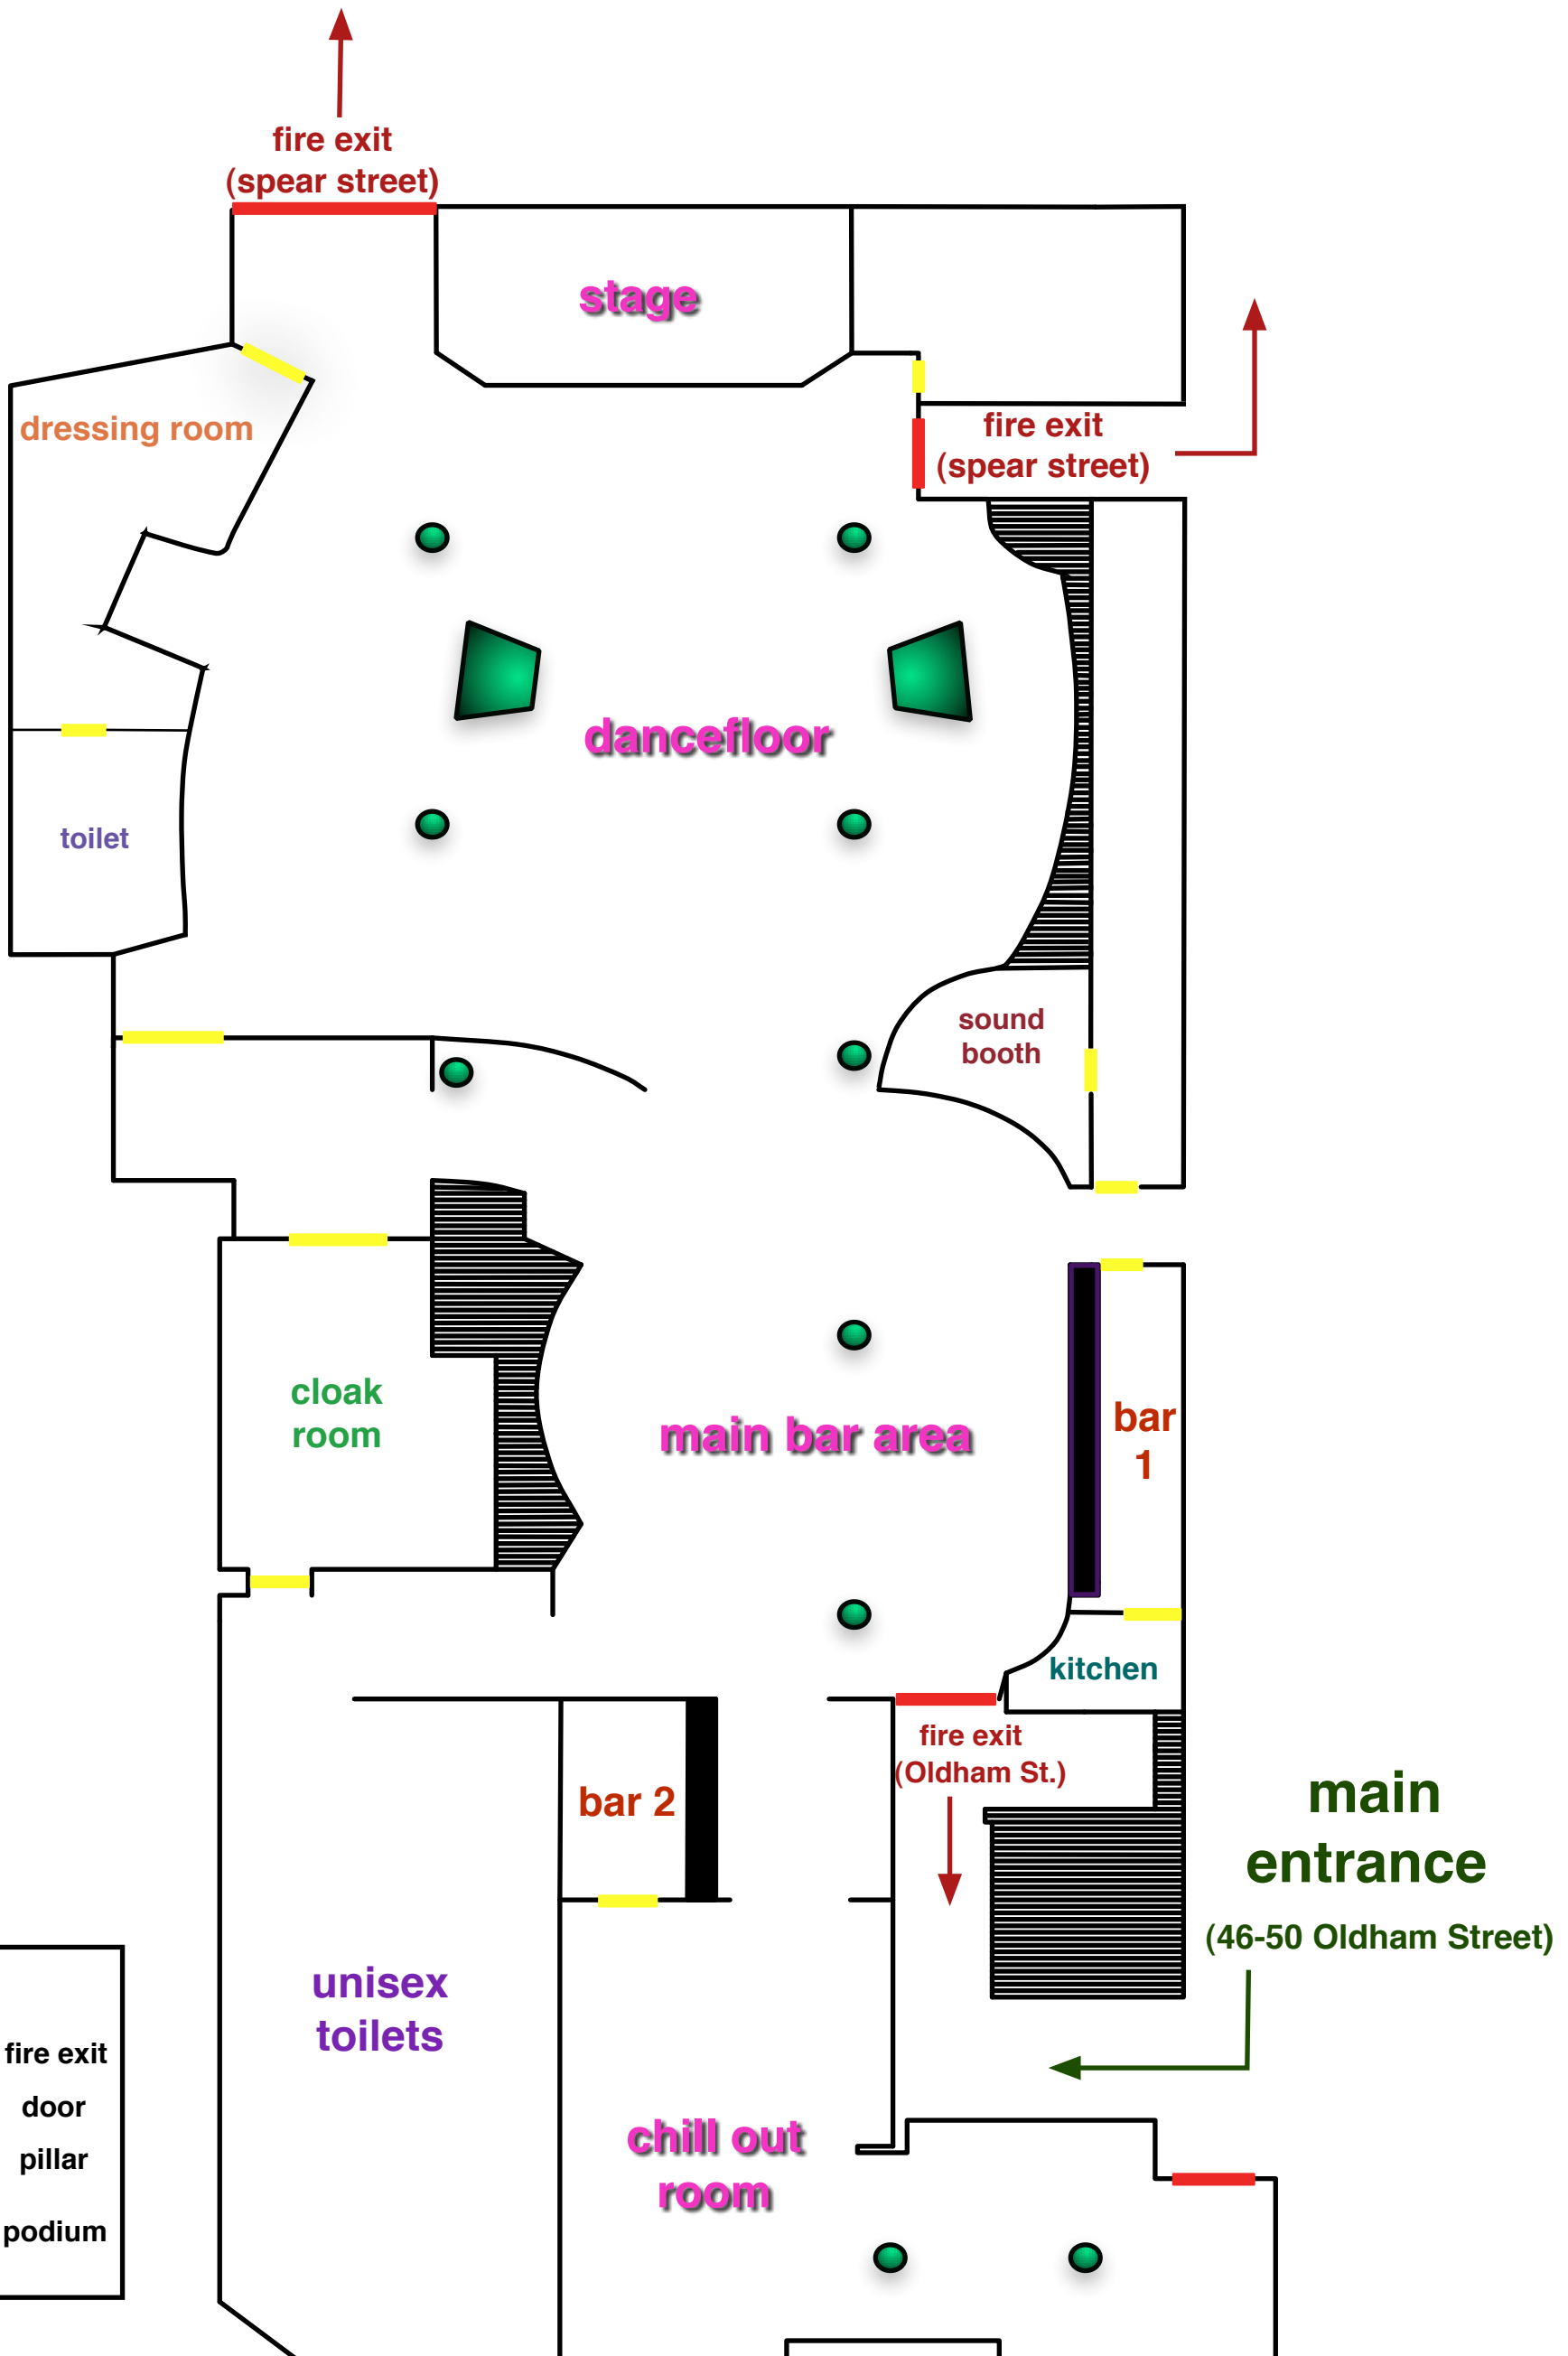 fire exit
(spear street)
stage
dressing room
fire exit
(spear street)
dancefloor
toilet
sound
booth
cloak
room
main bar area
bar
1
kitchen
fire exit
(Oldham St.)
bar 2
main
entrance
(46-50 Oldham Street)
unisex
toilets
fire exit
door
pillar
podium
chill out
room